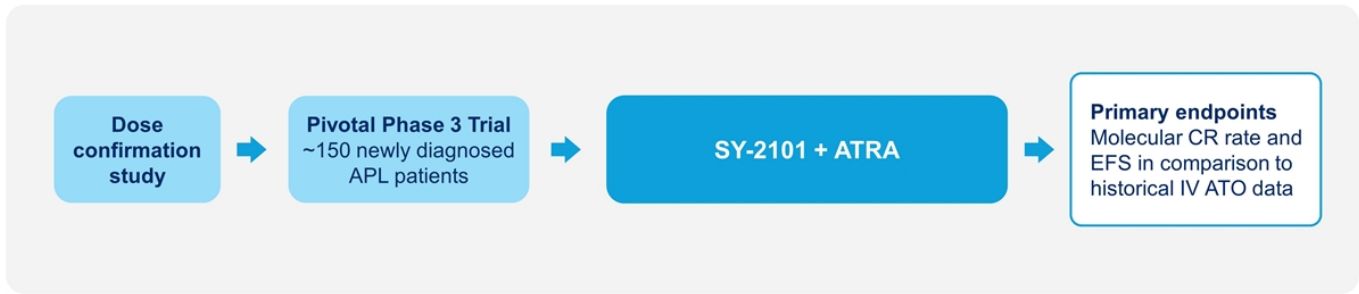 Dose
confirmation
study
Pivotal Phase 3 Trial
~150 newly diagnosed
APL patients
SY-2101 + ATRA
Primary endpoints
Molecular CR rate and
EFS in comparison to
historical IV ATO data